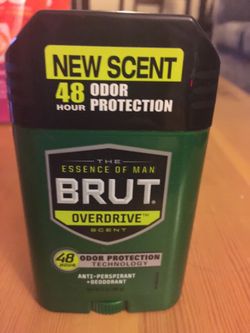 NEW SCENT
48 ODOR
HOUR PROTECTION
THE
ESSENCE OF MAN
BRUT®
OVERDRIVE™
SCENT
48 ODOR PROTECTION
HOUR TECHNOLOGY
ANTI-PERSPIRANT
+DEODORANT